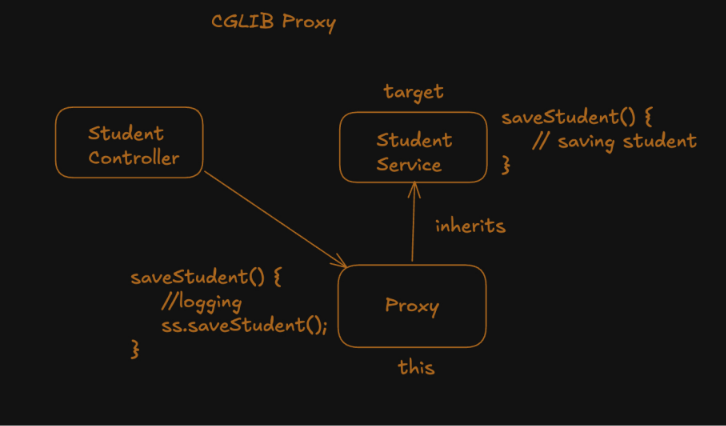 CGLIB Proxy
target
Student
Controller
Student
Service
saveStudent() {
// saving student
}
inherits
saveStudent() {
//logging
ss.saveStudent();
}
Proxy
this